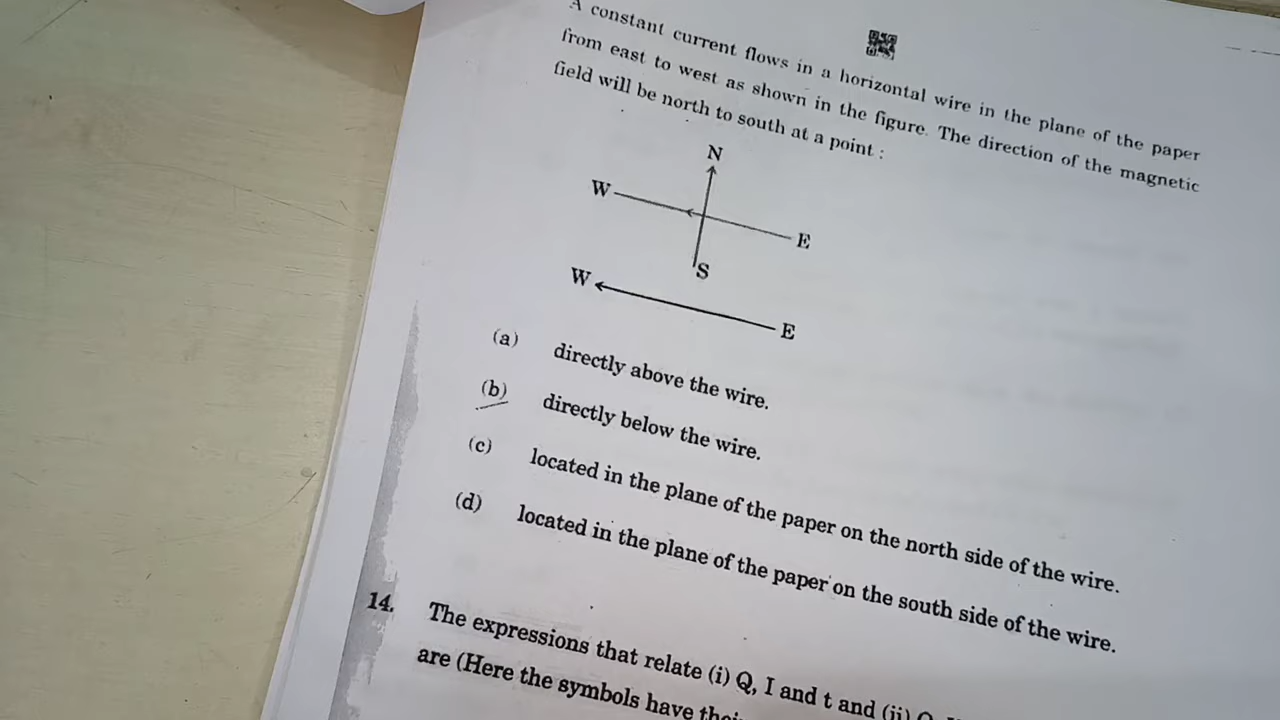 A constant current flows in a horizontal wire in the plane of the paper
from east to west as shown in the figure. The direction of the magnetic
field will be north to south at a point :
N
W
E
S
W
E
(a) directly above the wire.
(b) directly below the wire.
(c) located in the plane of the paper on the north side of the wire.
(d) located in the plane of the paper on the south side of the wire.
14. The expressions that relate (i) Q, I and t and (ii) Q,
are (Here the symbols have their